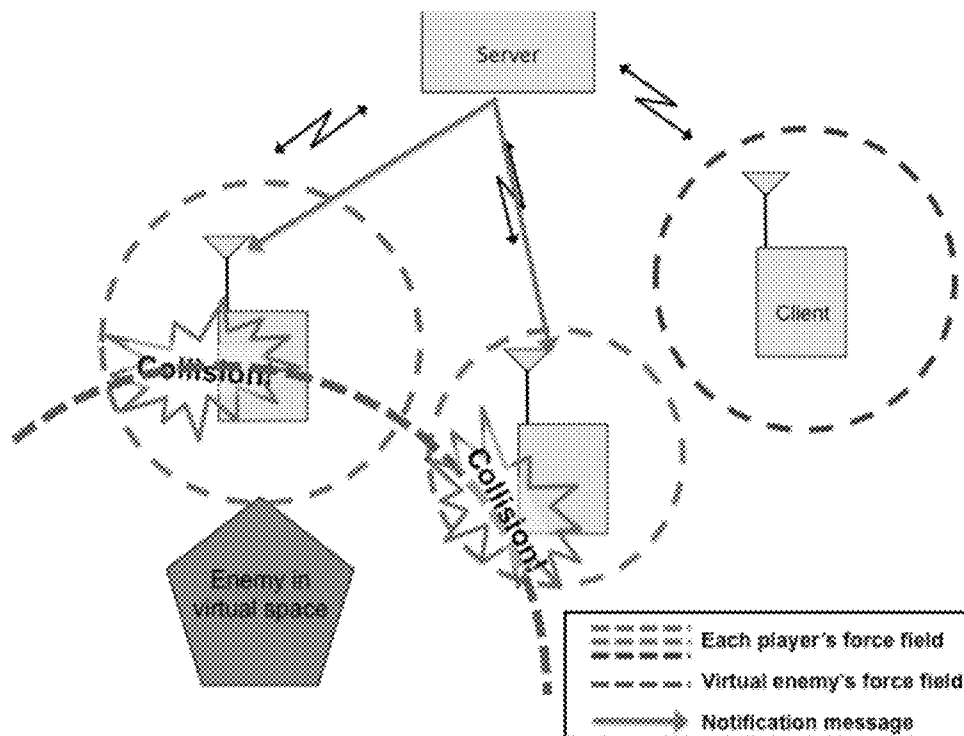 Server
Client
Collision!
Collision!
Enemy in
virtual space
Each player's force field
Virtual enemy's force field
Notification message